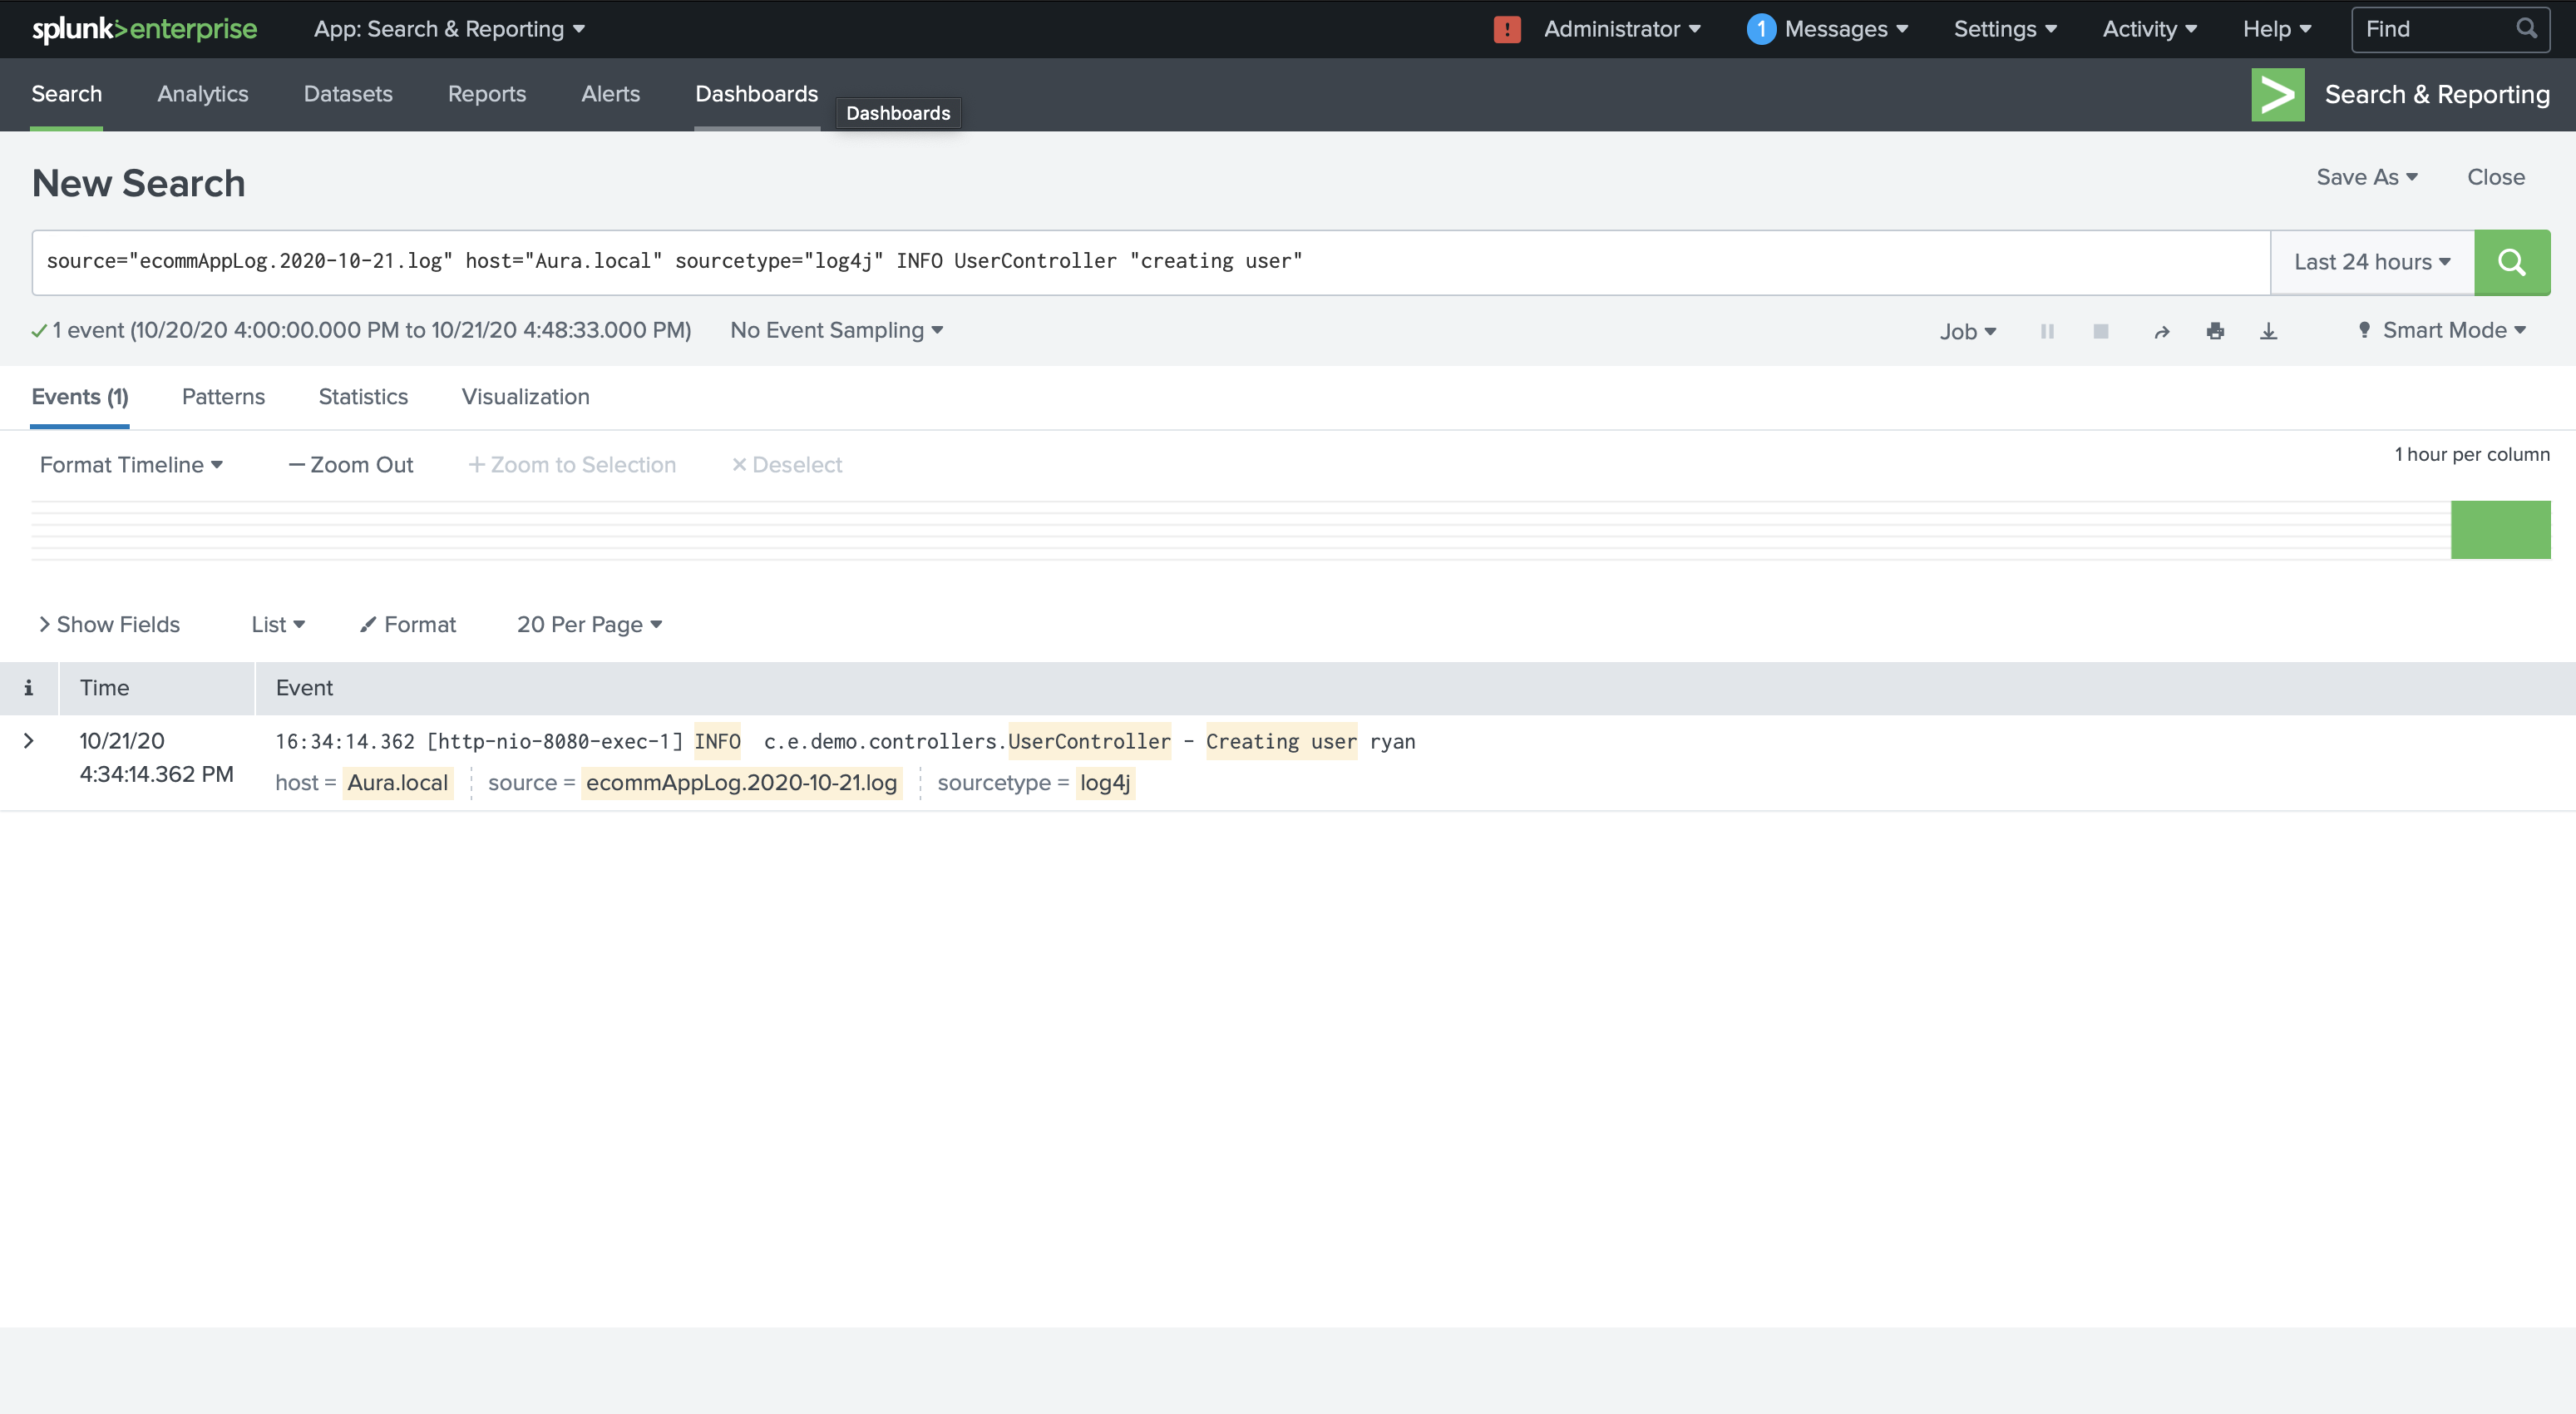 splunk>enterprise App: Search & Reporting ! Administrator 1 Messages Settings Activity Help Find
Search Analytics Datasets Reports Alerts Dashboards Dashboards > Search & Reporting
New Search Save As Close
source="ecommAppLog.2020-10-21.log" host="Aura.local" sourcetype="log4j" INFO UserController "creating user" Last 24 hours
1 event (10/20/20 4:00:00.000 PM to 10/21/20 4:48:33.000 PM) No Event Sampling Job Smart Mode
Events (1) Patterns Statistics Visualization
Format Timeline — Zoom Out + Zoom to Selection × Deselect 1 hour per column
> Show Fields List Format 20 Per Page
i Time Event
> 10/21/20 16:34:14.362 [http-nio-8080-exec-1] INFO  c.e.demo.controllers.UserController - Creating user ryan
4:34:14.362 PM host = Aura.local source = ecommAppLog.2020-10-21.log sourcetype = log4j